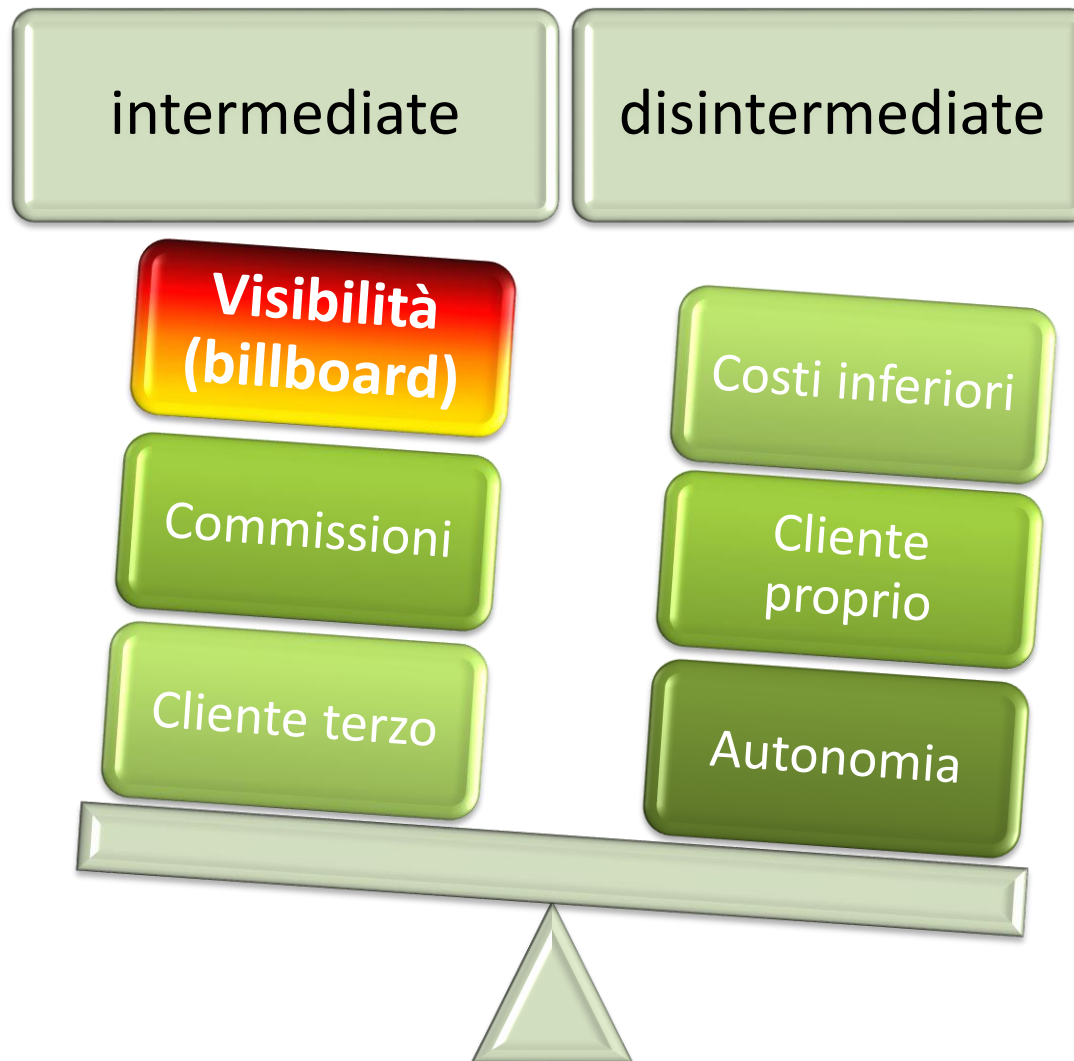 intermediate
disintermediate
Visibilità
(billboard)
Commissioni
Cliente terzo
Costi inferiori
Cliente
proprio
Autonomia